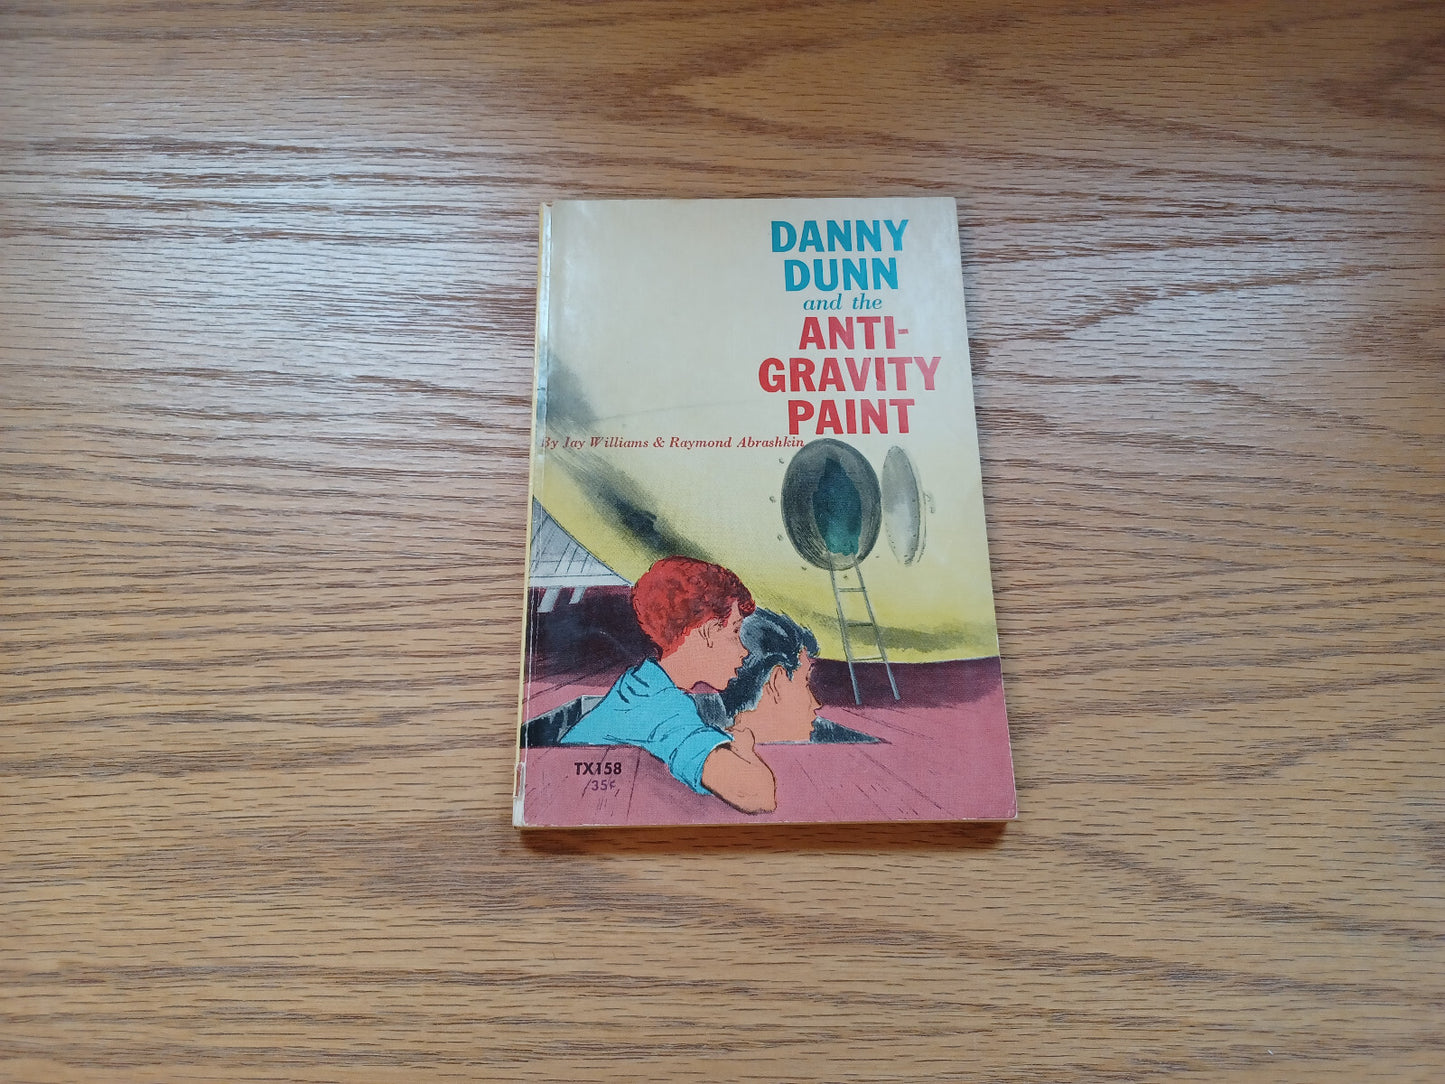 DANNY
DUNN
and the
ANTI-
GRAVITY
PAINT
By Jay Williams & Raymond Abrashkin
TX158
35¢